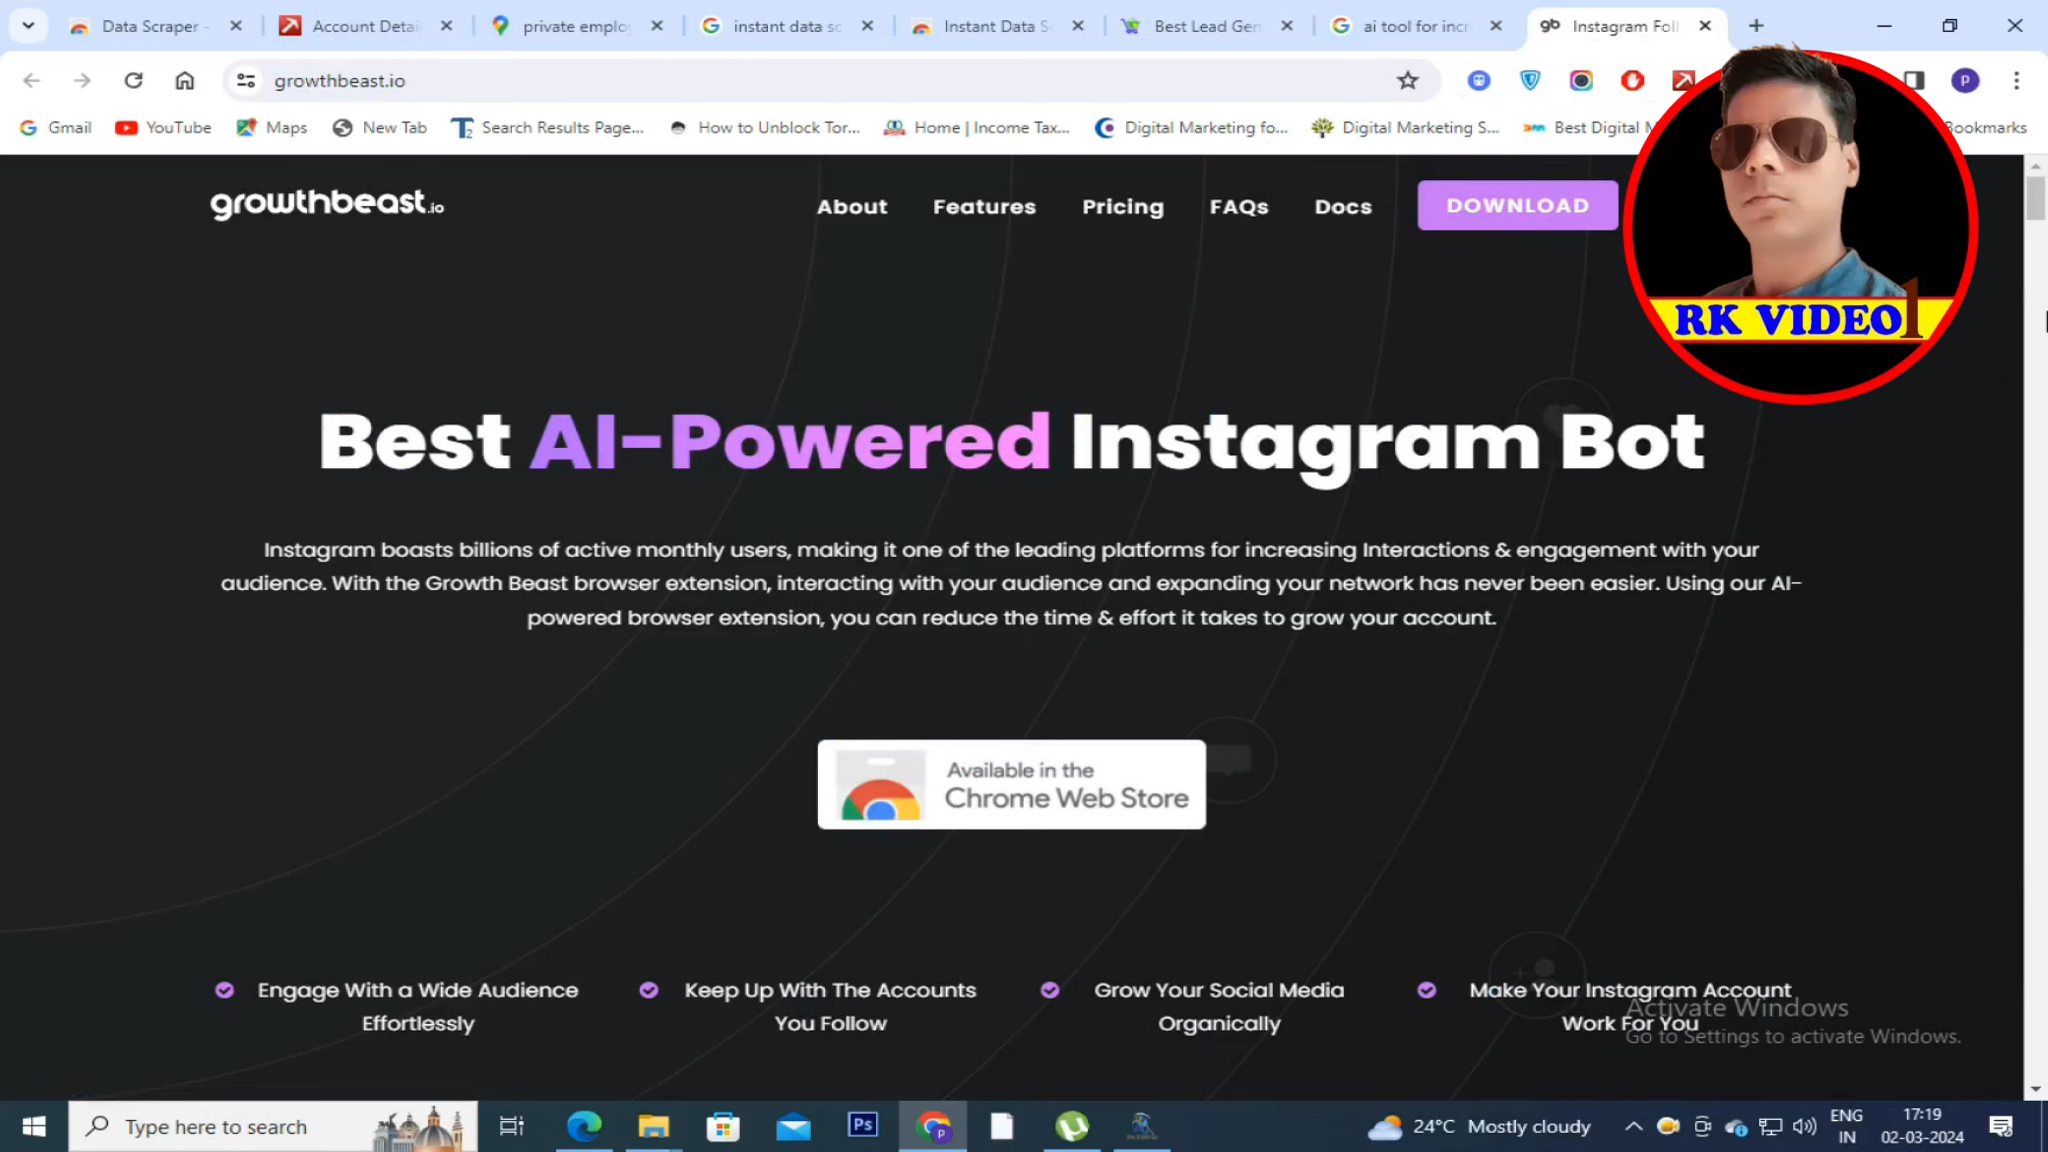 Data Scraper -
Account Detai
private emplo
instant data sc
Instant Data S
Best Lead Gen
ai tool for incr
gb Instagram Foll
growthbeast.io
P
Gmail
YouTube
Maps
New Tab
Search Results Page...
How to Unblock Tor...
Home | Income Tax...
Digital Marketing fo...
Digital Marketing S...
Best Digital M
Bookmarks
growthbeast.io
About
Features
Pricing
FAQs
Docs
DOWNLOAD
RK VIDEO1
Best AI-Powered Instagram Bot
Instagram boasts billions of active monthly users, making it one of the leading platforms for increasing Interactions & engagement with your
audience. With the Growth Beast browser extension, interacting with your audience and expanding your network has never been easier. Using our AI-
powered browser extension, you can reduce the time & effort it takes to grow your account.
Available in the
Chrome Web Store
Engage With a Wide Audience
Effortlessly
Keep Up With The Accounts
You Follow
Grow Your Social Media
Organically
Make Your Instagram Account
Work For You
Activate Windows
Go to Settings to activate Windows.
Type here to search
Ps
24°C Mostly cloudy
ENG
IN
17:19
02-03-2024